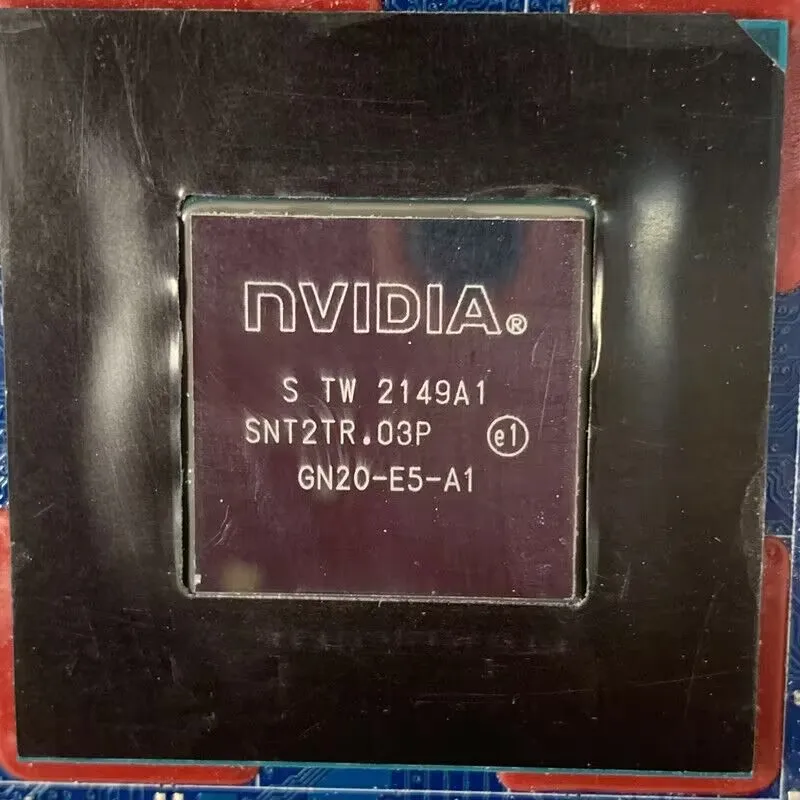 nVIDIA®
S TW 2149A1
SNT2TR.03P e1
GN20-E5-A1